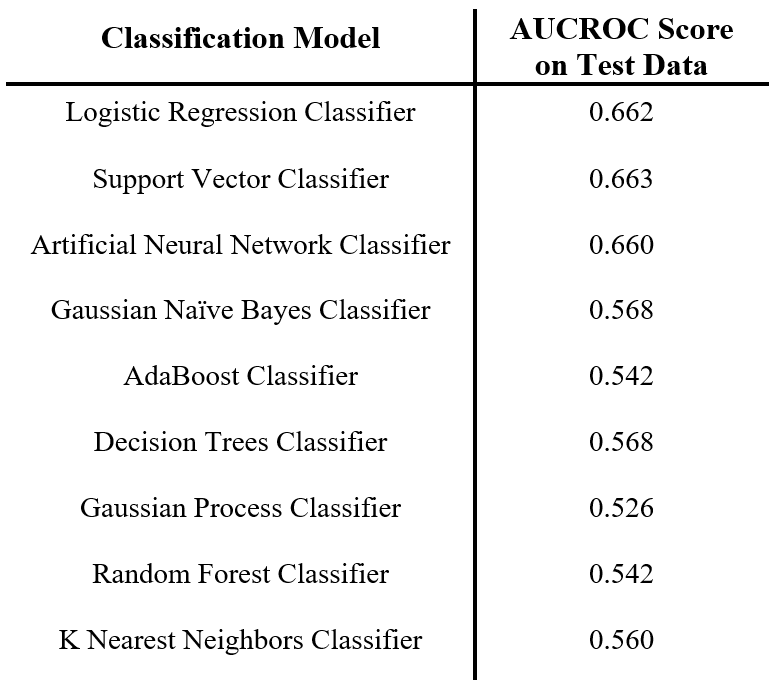 Classification Model
AUCROC Score
on Test Data
Logistic Regression Classifier 0.662
Support Vector Classifier 0.663
Artificial Neural Network Classifier 0.660
Gaussian Naïve Bayes Classifier 0.568
AdaBoost Classifier 0.542
Decision Trees Classifier 0.568
Gaussian Process Classifier 0.526
Random Forest Classifier 0.542
K Nearest Neighbors Classifier 0.560